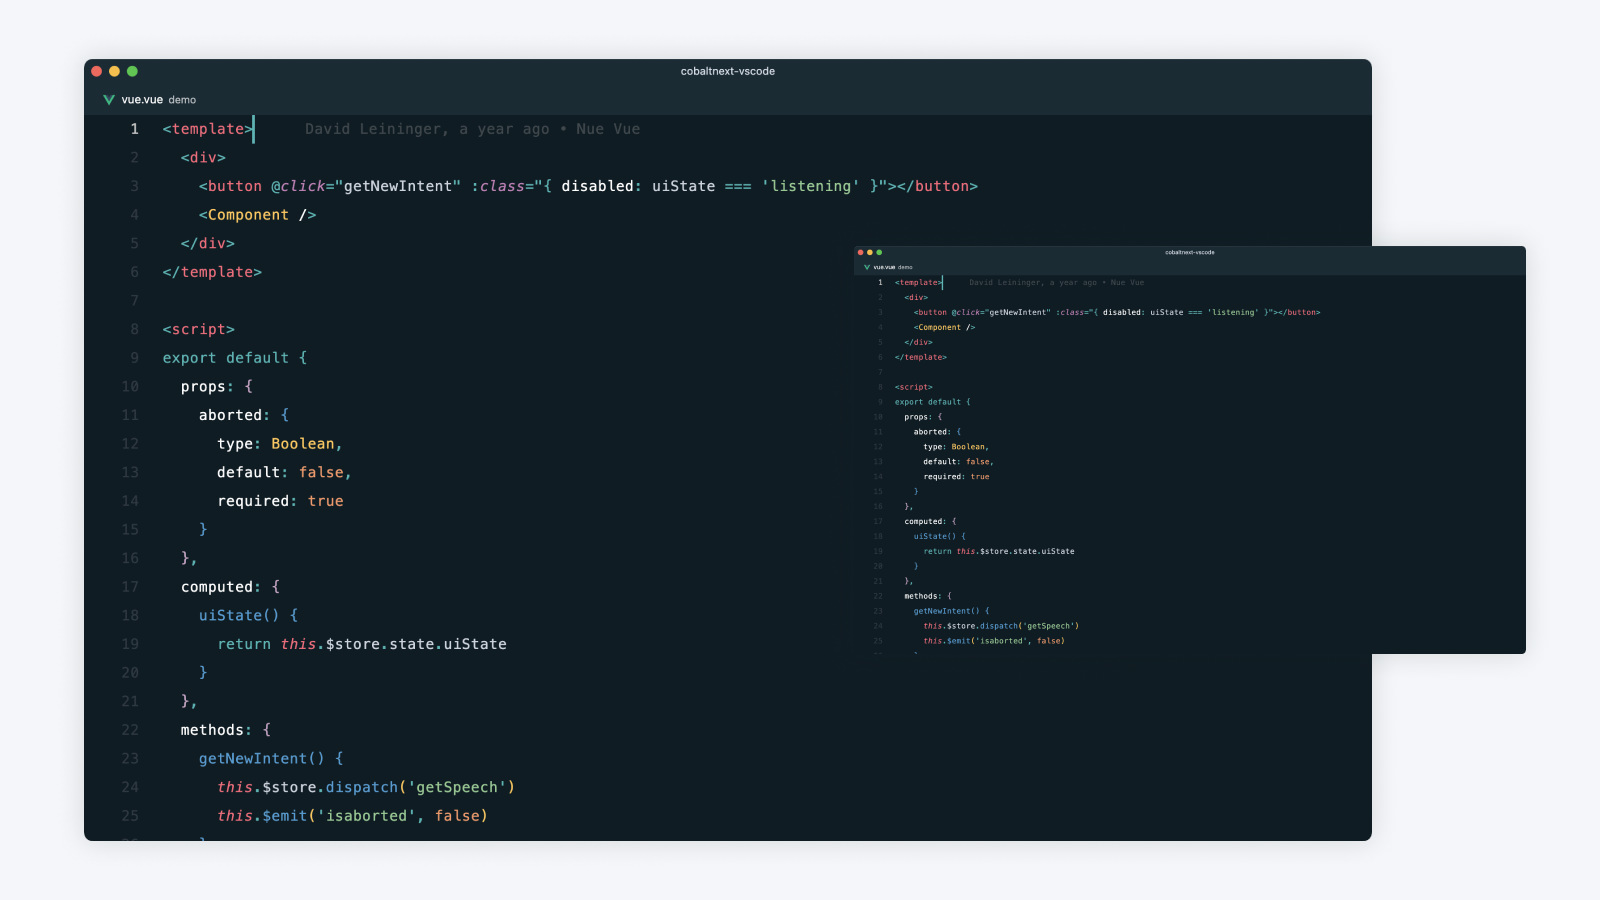 cobaltnext-vscode
vue.vue demo
1 <template> David Leininger, a year ago • Nue Vue
2 <div>
3 <button @click="getNewIntent" :class="{ disabled: uiState === 'listening' }"></button>
4 <Component />
5 </div>
6 </template>
7
8 <script>
9 export default {
10 props: {
11 aborted: {
12 type: Boolean,
13 default: false,
14 required: true
15 }
16 },
17 computed: {
18 uiState() {
19 return this.$store.state.uiState
20 }
21 },
22 methods: {
23 getNewIntent() {
24 this.$store.dispatch('getSpeech')
25 this.$emit('isaborted', false)
cobaltnext-vscode
vue.vue demo
1 <template> David Leininger, a year ago • Nue Vue
2 <div>
3 <button @click="getNewIntent" :class="{ disabled: uiState === 'listening' }"></button>
4 <Component />
5 </div>
6 </template>
7
8 <script>
9 export default {
10 props: {
11 aborted: {
12 type: Boolean,
13 default: false,
14 required: true
15 }
16 },
17 computed: {
18 uiState() {
19 return this.$store.state.uiState
20 }
21 },
22 methods: {
23 getNewIntent() {
24 this.$store.dispatch('getSpeech')
25 this.$emit('isaborted', false)